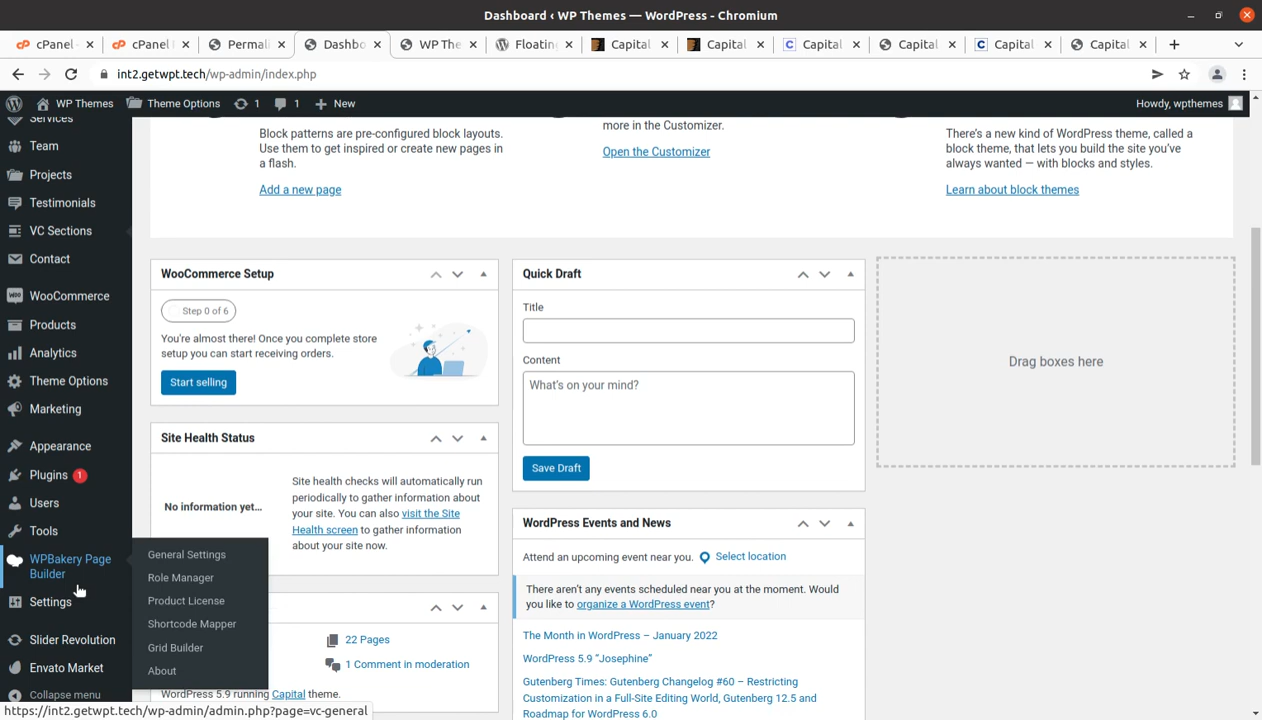 Dashboard ‹ WP Themes — WordPress - Chromium
cPanel –
cPanel
Permal
Dashbo
WP The
Floatin
Capital
Capital
Capital
Capital
Capital
Capital
int2.getwpt.tech/wp-admin/index.php
WP Themes
Theme Options
1
1
New
Howdy, wpthemes
Services
Team
Projects
Testimonials
VC Sections
Contact
WooCommerce
Products
Analytics
Theme Options
Marketing
Appearance
Plugins 1
Users
Tools
WPBakery Page
Builder
Settings
Slider Revolution
Envato Market
Collapse menu
General Settings
Role Manager
Product License
Shortcode Mapper
Grid Builder
About
Block patterns are pre-configured block layouts.
Use them to get inspired or create new pages in
a flash.
Add a new page
more in the Customizer.
Open the Customizer
There's a new kind of WordPress theme, called a
block theme, that lets you build the site you've
always wanted — with blocks and styles.
Learn about block themes
WooCommerce Setup
Step 0 of 6
You're almost there! Once you complete store
setup you can start receiving orders.
Start selling
Site Health Status
No information yet...
Site health checks will automatically run
periodically to gather information about
your site. You can also visit the Site
Health screen to gather information
about your site now.
22 Pages
1 Comment in moderation
WordPress 5.9 running Capital theme.
Quick Draft
Title
Content
What's on your mind?
Save Draft
WordPress Events and News
Attend an upcoming event near you.
Select location
There aren't any events scheduled near you at the moment. Would
you like to organize a WordPress event?
The Month in WordPress – January 2022
WordPress 5.9 “Josephine”
Gutenberg Times: Gutenberg Changelog #60 – Restricting
Customization in a Full-Site Editing World, Gutenberg 12.5 and
Roadmap for WordPress 6.0
Drag boxes here
https://int2.getwpt.tech/wp-admin/admin.php?page=vc-general